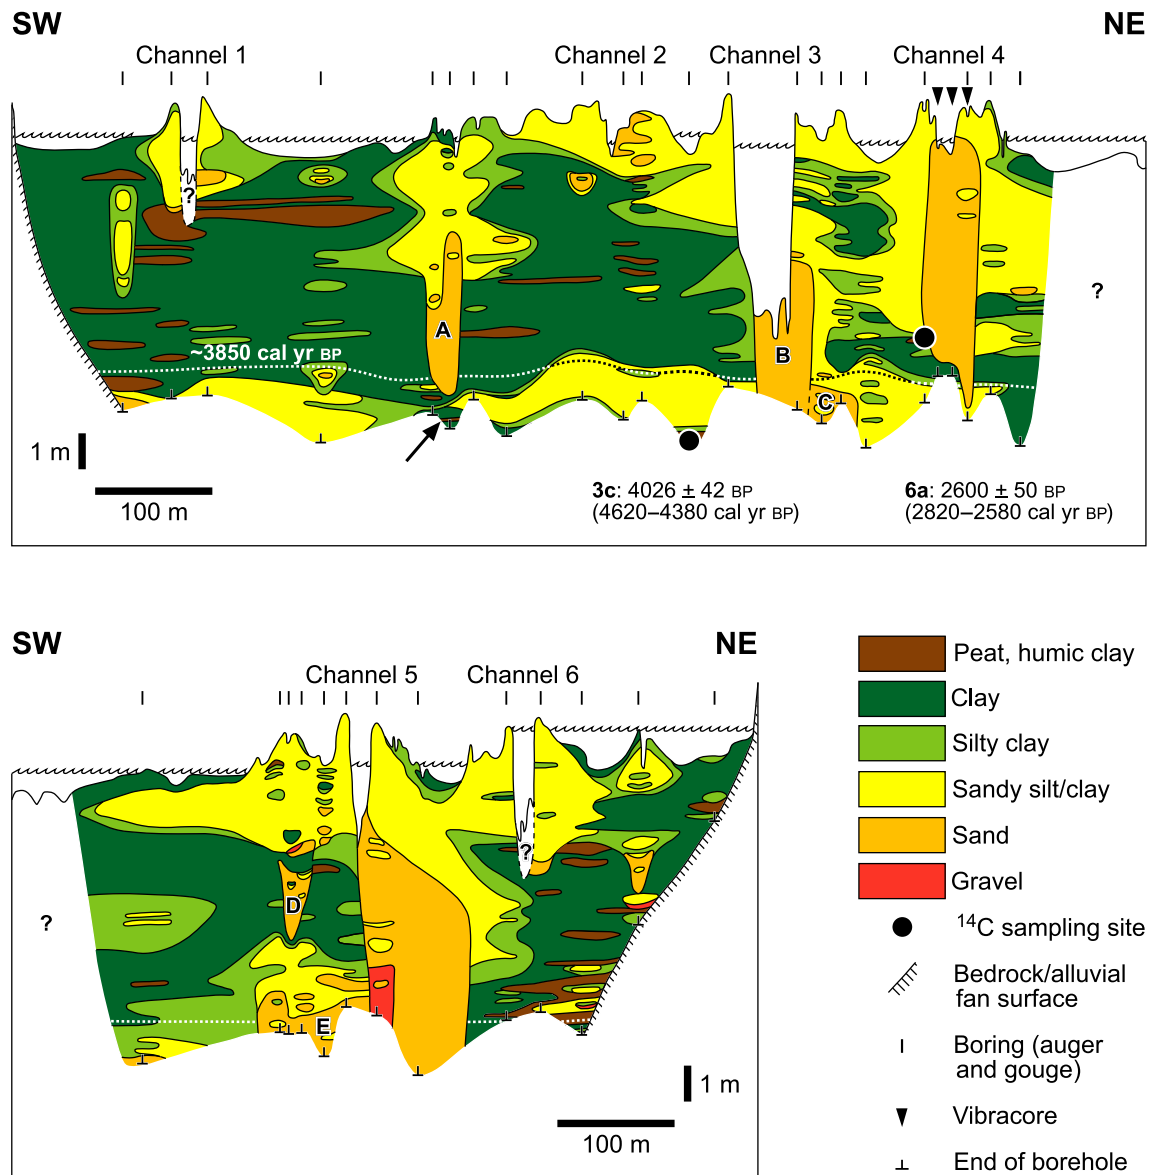 SW
NE
Channel 1
Channel 2
Channel 3
Channel 4
?
?
A
B
C
~3850 cal yr BP
1 m
100 m
3c: 4026 ± 42 BP
(4620–4380 cal yr BP)
6a: 2600 ± 50 BP
(2820–2580 cal yr BP)
SW
NE
Channel 5
Channel 6
?
?
D
E
1 m
100 m
Peat, humic clay
Clay
Silty clay
Sandy silt/clay
Sand
Gravel
14C sampling site
Bedrock/alluvial
fan surface
Boring (auger
and gouge)
Vibracore
End of borehole